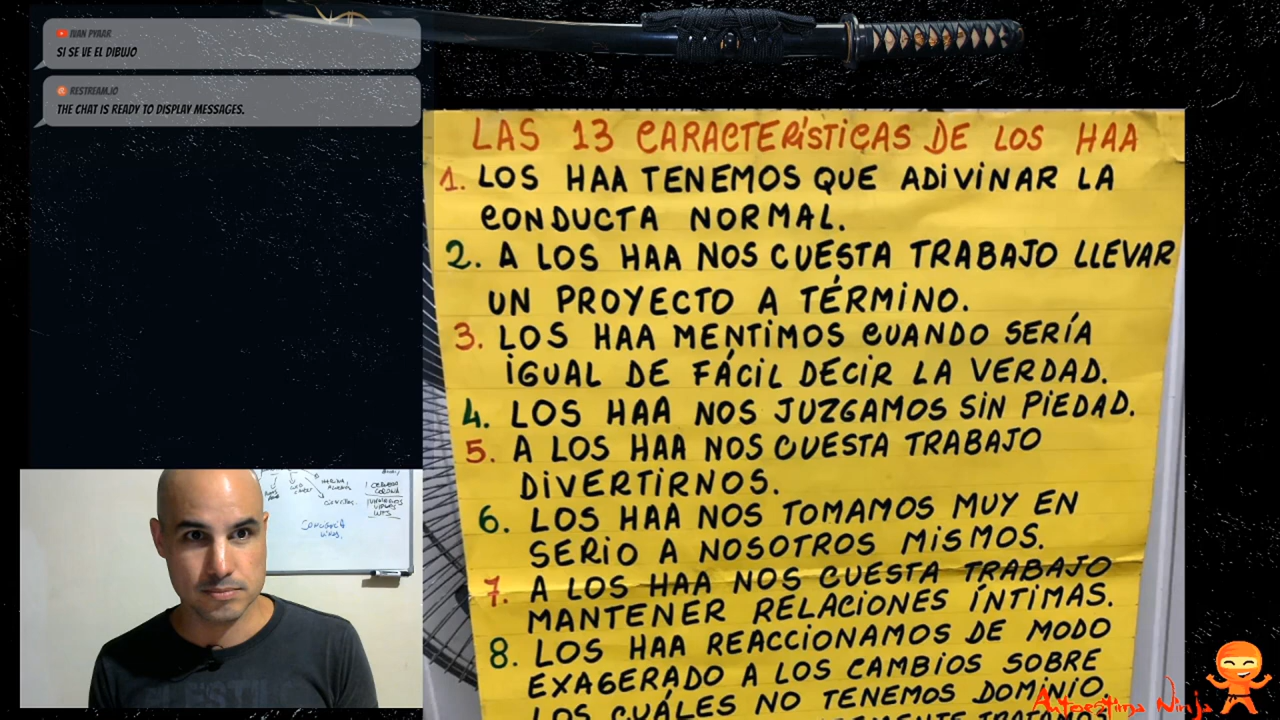 IVAN PYAAR
SI SE VE EL DIBUJO
RESTREAM.IO
THE CHAT IS READY TO DISPLAY MESSAGES.
LAS 13 CARACTERÍSTICAS DE LOS HAA
1. LOS HAA TENEMOS QUE ADIVINAR LA
CONDUCTA NORMAL.
2. A LOS HAA NOS CUESTA TRABAJO LLEVAR
UN PROYECTO A TÉRMINO.
3. LOS HAA MENTIMOS CUANDO SERÍA
IGUAL DE FÁCIL DECIR LA VERDAD.
4. LOS HAA NOS JUZGAMOS SIN PIEDAD.
5. A LOS HAA NOS CUESTA TRABAJO
DIVERTIRNOS.
6. LOS HAA NOS TOMAMOS MUY EN
SERIO A NOSOTROS MISMOS.
7. A LOS HAA NOS CUESTA TRABAJO
MANTENER RELACIONES ÍNTIMAS.
8. LOS HAA REACCIONAMOS DE MODO
EXAGERADO A LOS CAMBIOS SOBRE
LOS CUÁLES NO TENEMOS DOMINIO.
CERVEZA
CORONA
Autoestima Ninja